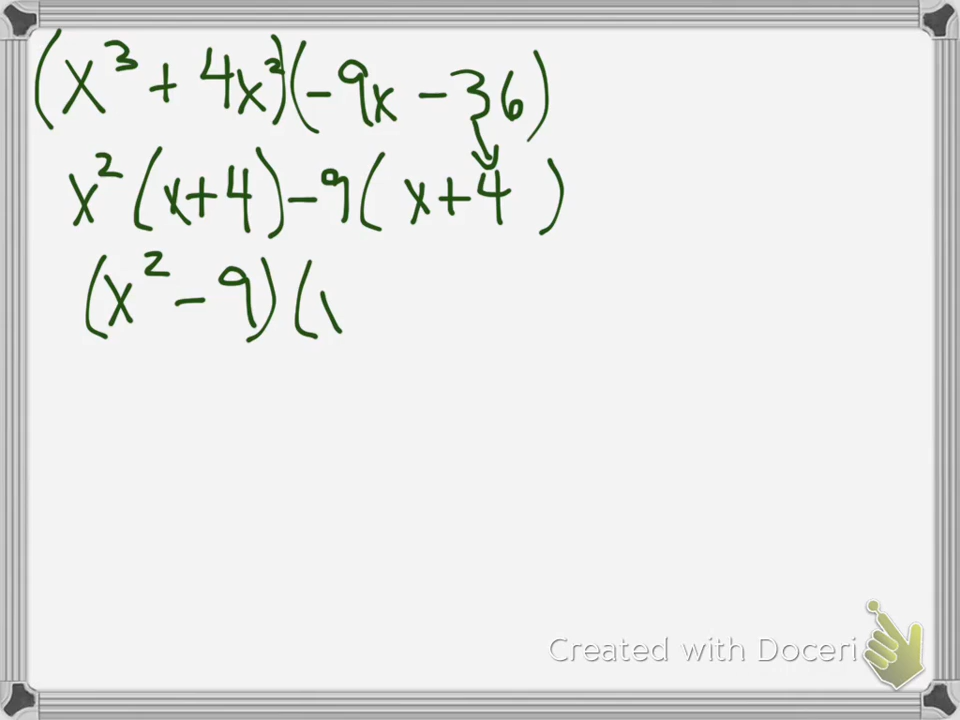 (x³ + 4x²)(-9x - 36)
x² (x+4) -9( x+4 )
(x² - 9) (
Created with Doceri